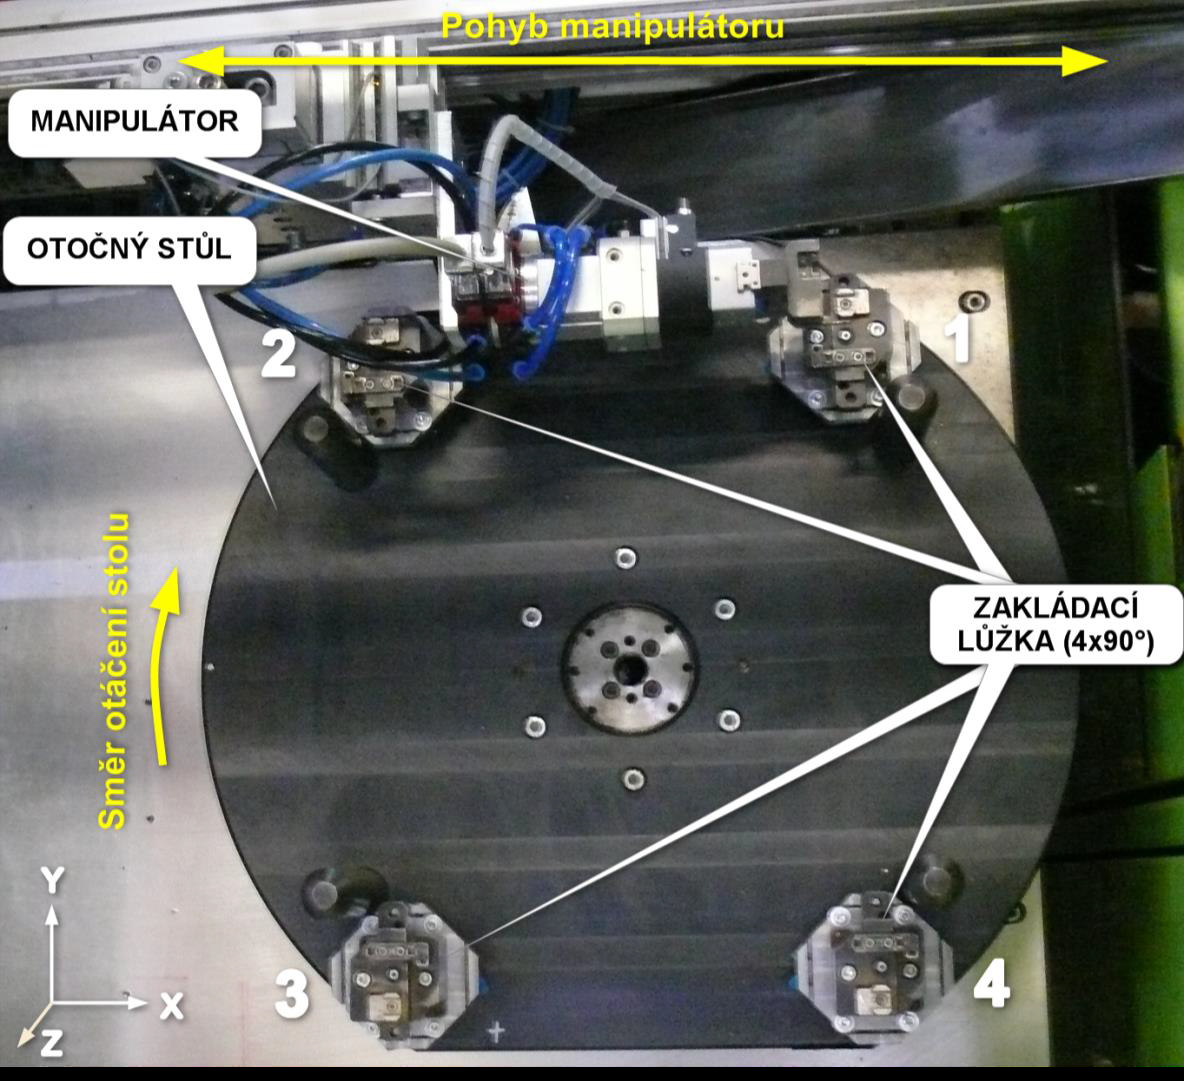 Pohyb manipulátoru
MANIPULÁTOR
OTOČNÝ STŮL
2
1
Směr otáčení stolu
ZAKLÁDACÍ
LŮŽKA (4x90°)
Y
X
Z
3
4